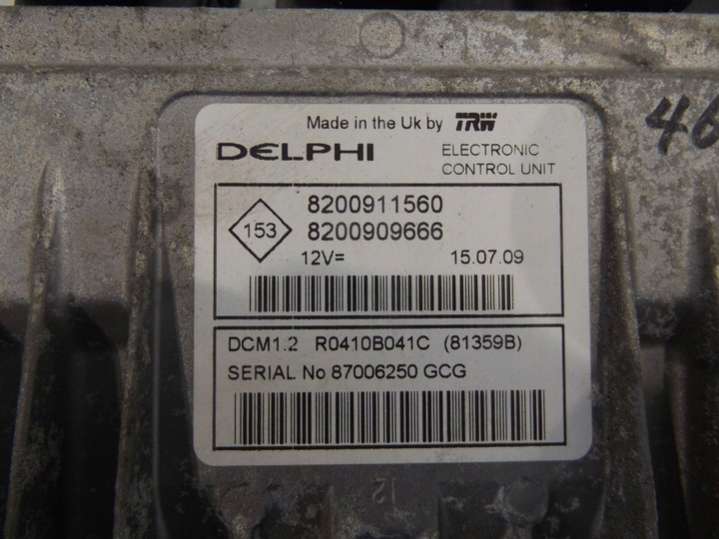 Made in the Uk by TRW
DELPHI
ELECTRONIC
CONTROL UNIT
153
8200911560
8200909666
12V=
15.07.09
DCM1.2 R0410B041C (81359B)
SERIAL No 87006250 GCG
46
12